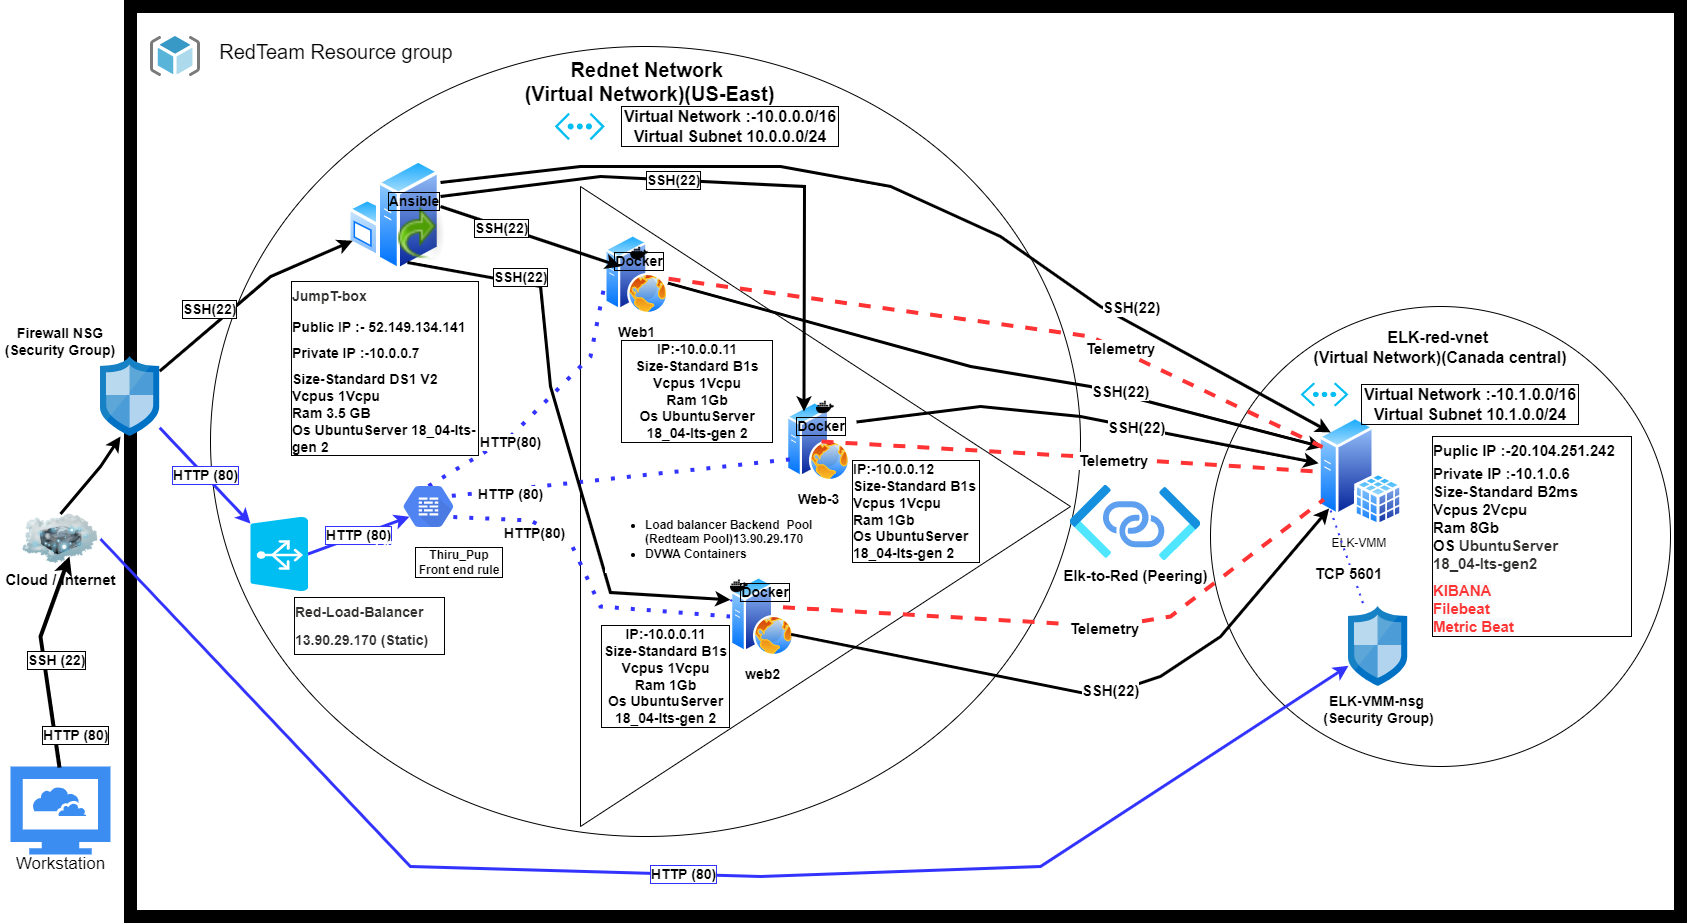 RedTeam Resource group
Rednet Network
(Virtual Network)(US-East)
Virtual Network :-10.0.0.0/16
Virtual Subnet 10.0.0.0/24
Ansible
SSH(22)
SSH(22)
SSH(22)
SSH(22)
Docker
JumpT-box
Public IP :- 52.149.134.141
Private IP :-10.0.0.7
Size-Standard DS1 V2
Vcpus 1Vcpu
Ram 3.5 GB
Os UbuntuServer 18_04-lts-
gen 2
Firewall NSG
(Security Group)
Web1
IP:-10.0.0.11
Size-Standard B1s
Vcpus 1Vcpu
Ram 1Gb
Os UbuntuServer
18_04-lts-gen 2
SSH(22)
Telemetry
SSH(22)
SSH(22)
Telemetry
ELK-red-vnet
(Virtual Network)(Canada central)
Virtual Network :-10.1.0.0/16
Virtual Subnet 10.1.0.0/24
Docker
HTTP(80)
HTTP (80)
HTTP(80)
HTTP (80)
HTTP (80)
Thiru_Pup
Front end rule
Web-3
IP:-10.0.0.12
Size-Standard B1s
Vcpus 1Vcpu
Ram 1Gb
Os UbuntuServer
18_04-lts-gen 2
• Load balancer Backend Pool
(Redteam Pool)13.90.29.170
• DVWA Containers
Elk-to-Red (Peering)
Puplic IP :-20.104.251.242
Private IP :-10.1.0.6
Size-Standard B2ms
Vcpus 2Vcpu
Ram 8Gb
OS UbuntuServer
18_04-lts-gen2
KIBANA
Filebeat
Metric Beat
ELK-VMM
TCP 5601
Cloud / Internet
Red-Load-Balancer
13.90.29.170 (Static)
Docker
web2
IP:-10.0.0.11
Size-Standard B1s
Vcpus 1Vcpu
Ram 1Gb
Os UbuntuServer
18_04-lts-gen 2
Telemetry
SSH(22)
ELK-VMM-nsg
(Security Group)
SSH (22)
HTTP (80)
Workstation
HTTP (80)